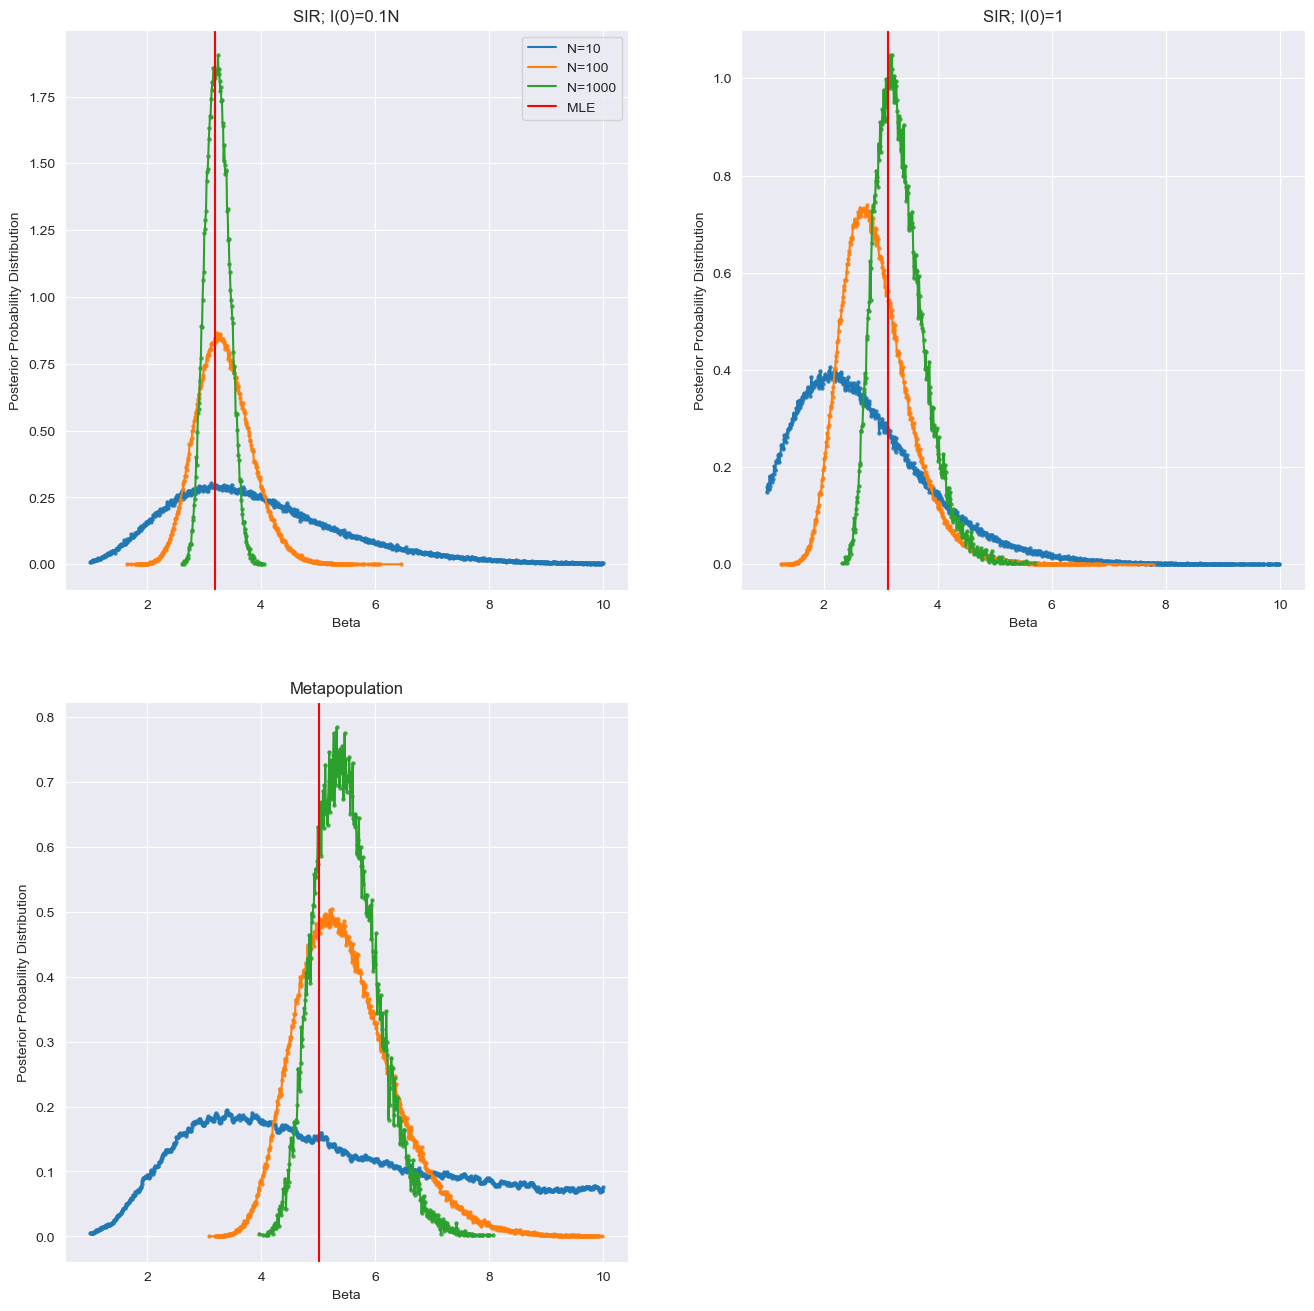 SIR; I(0)=0.1N
N=10
N=100
N=1000
MLE
Posterior Probability Distribution
1.75
1.50
1.25
1.00
0.75
0.50
0.25
0.00
2 4 6 8 10
Beta
SIR; I(0)=1
Posterior Probability Distribution
1.0
0.8
0.6
0.4
0.2
0.0
2 4 6 8 10
Beta
Metapopulation
Posterior Probability Distribution
0.8
0.7
0.6
0.5
0.4
0.3
0.2
0.1
0.0
2 4 6 8 10
Beta